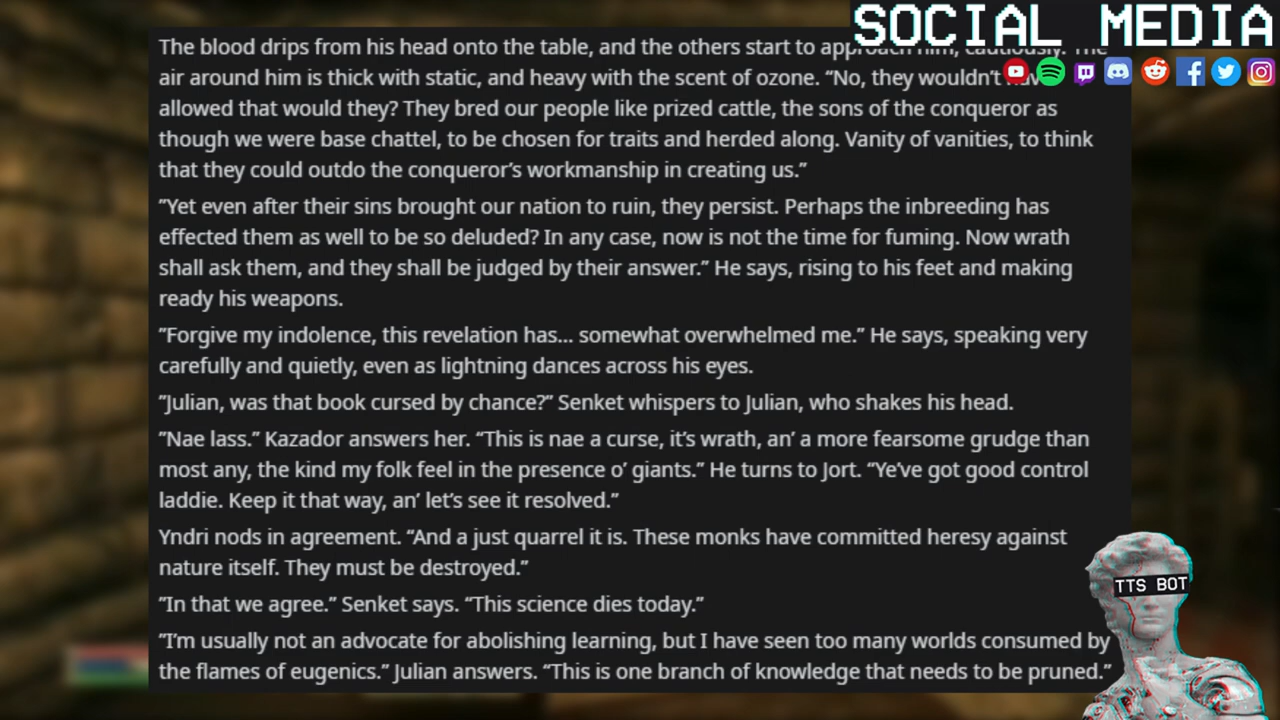 SOCIAL MEDIA
The blood drips from his head onto the table, and the others start to approach him, cautiously. The
air around him is thick with static, and heavy with the scent of ozone. “No, they wouldn’t have
allowed that would they? They bred our people like prized cattle, the sons of the conqueror as
though we were base chattel, to be chosen for traits and herded along. Vanity of vanities, to think
that they could outdo the conqueror’s workmanship in creating us.”
”Yet even after their sins brought our nation to ruin, they persist. Perhaps the inbreeding has
effected them as well to be so deluded? In any case, now is not the time for fuming. Now wrath
shall ask them, and they shall be judged by their answer.” He says, rising to his feet and making
ready his weapons.
”Forgive my indolence, this revelation has... somewhat overwhelmed me.” He says, speaking very
carefully and quietly, even as lightning dances across his eyes.
”Julian, was that book cursed by chance?” Senket whispers to Julian, who shakes his head.
”Nae lass.” Kazador answers her. “This is nae a curse, it’s wrath, an’ a more fearsome grudge than
most any, the kind my folk feel in the presence o’ giants.” He turns to Jort. “Ye’ve got good control
laddie. Keep it that way, an’ let’s see it resolved.”
Yndri nods in agreement. “And a just quarrel it is. These monks have committed heresy against
nature itself. They must be destroyed.”
”In that we agree.” Senket says. “This science dies today.”
”I’m usually not an advocate for abolishing learning, but I have seen too many worlds consumed by
the flames of eugenics.” Julian answers. “This is one branch of knowledge that needs to be pruned.”
TTS BOT